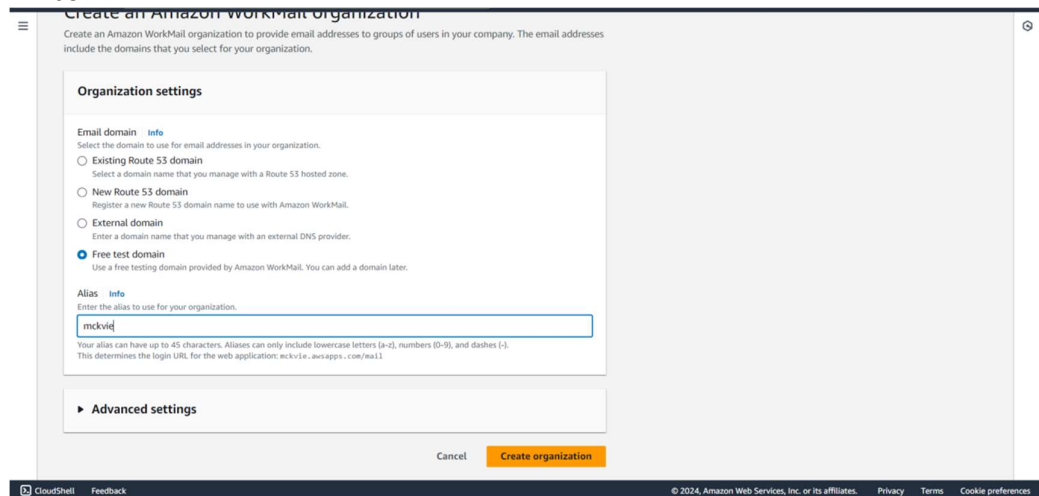 Create an Amazon WorkMail organization
Create an Amazon WorkMail organization to provide email addresses to groups of users in your company. The email addresses
include the domains that you select for your organization.
Organization settings
Email domain Info
Select the domain to use for email addresses in your organization.
Existing Route 53 domain
Select a domain name that you manage with a Route 53 hosted zone.
New Route 53 domain
Register a new Route 53 domain name to use with Amazon WorkMail.
External domain
Enter a domain name that you manage with an external DNS provider.
Free test domain
Use a free testing domain provided by Amazon WorkMail. You can add a domain later.
Alias Info
Enter the alias to use for your organization.
mckvie
Your alias can have up to 45 characters. Aliases can only include lowercase letters (a-z), numbers (0-9), and dashes (-).
This determines the login URL for the web application: mckvie.awsapps.com/mail
Advanced settings
Cancel Create organization
CloudShell Feedback © 2024, Amazon Web Services, Inc. or its affiliates. Privacy Terms Cookie preferences